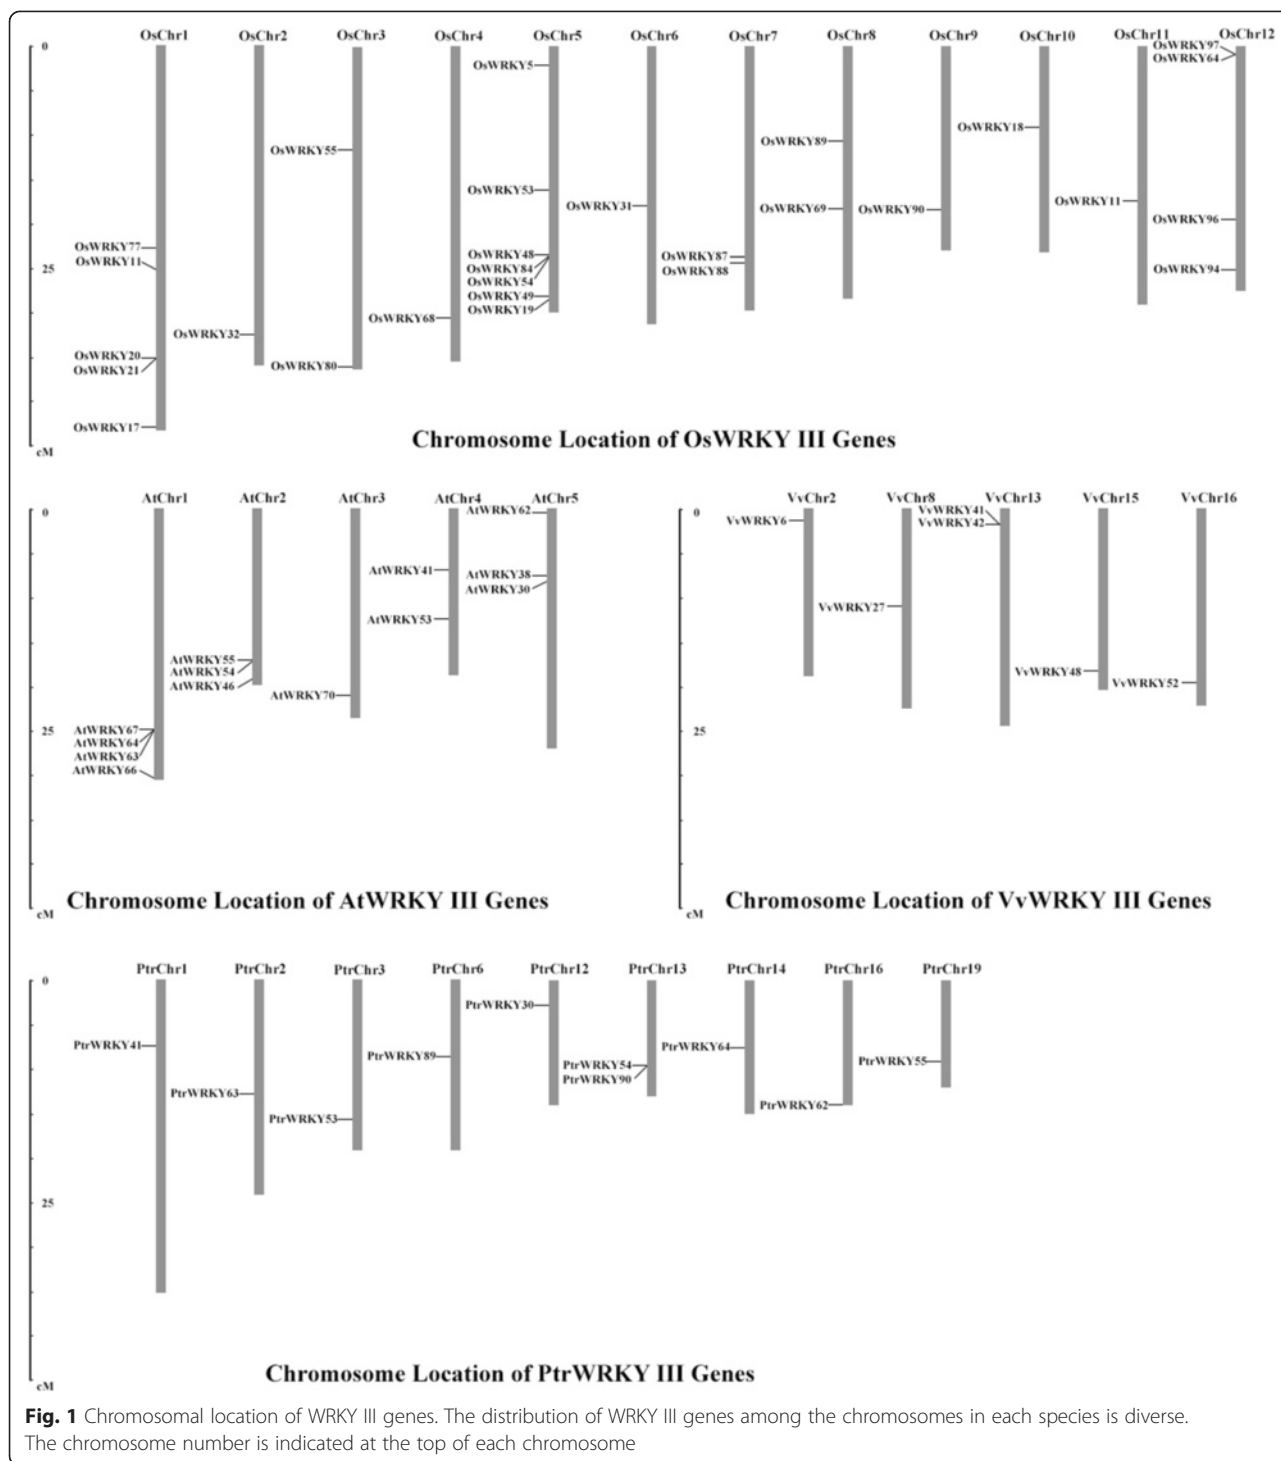 OsChr1 OsChr2 OsChr3 OsChr4 OsChr5 OsChr6 OsChr7 OsChr8 OsChr9 OsChr10 OsChr11 OsChr12
0
OsWRKY97
OsWRKY64
OsWRKY5
OsWRKY18
OsWRKY89
OsWRKY55
OsWRKY53
OsWRKY11
OsWRKY31
OsWRKY69
OsWRKY90
OsWRKY96
OsWRKY77
OsWRKY11
25
OsWRKY48
OsWRKY84
OsWRKY54
OsWRKY49
OsWRKY19
OsWRKY87
OsWRKY88
OsWRKY94
OsWRKY68
OsWRKY32
OsWRKY20
OsWRKY21
OsWRKY80
OsWRKY17
cM
Chromosome Location of OsWRKY III Genes
AtChr1 AtChr2 AtChr3 AtChr4 AtChr5
0
AtWRKY62
AtWRKY41
AtWRKY38
AtWRKY30
AtWRKY53
AtWRKY55
AtWRKY54
AtWRKY46
AtWRKY70
25
AtWRKY67
AtWRKY64
AtWRKY63
AtWRKY66
cM
Chromosome Location of AtWRKY III Genes
VvChr2 VvChr8 VvChr13 VvChr15 VvChr16
0
VvWRKY41
VvWRKY42
VvWRKY6
VvWRKY27
VvWRKY48
VvWRKY52
25
cM
Chromosome Location of VvWRKY III Genes
PtrChr1 PtrChr2 PtrChr3 PtrChr6 PtrChr12 PtrChr13 PtrChr14 PtrChr16 PtrChr19
0
PtrWRKY30
PtrWRKY41
PtrWRKY64
PtrWRKY89
PtrWRKY55
PtrWRKY54
PtrWRKY90
PtrWRKY63
PtrWRKY62
PtrWRKY53
25
cM
Chromosome Location of PtrWRKY III Genes
Fig. 1 Chromosomal location of WRKY III genes. The distribution of WRKY III genes among the chromosomes in each species is diverse.
The chromosome number is indicated at the top of each chromosome